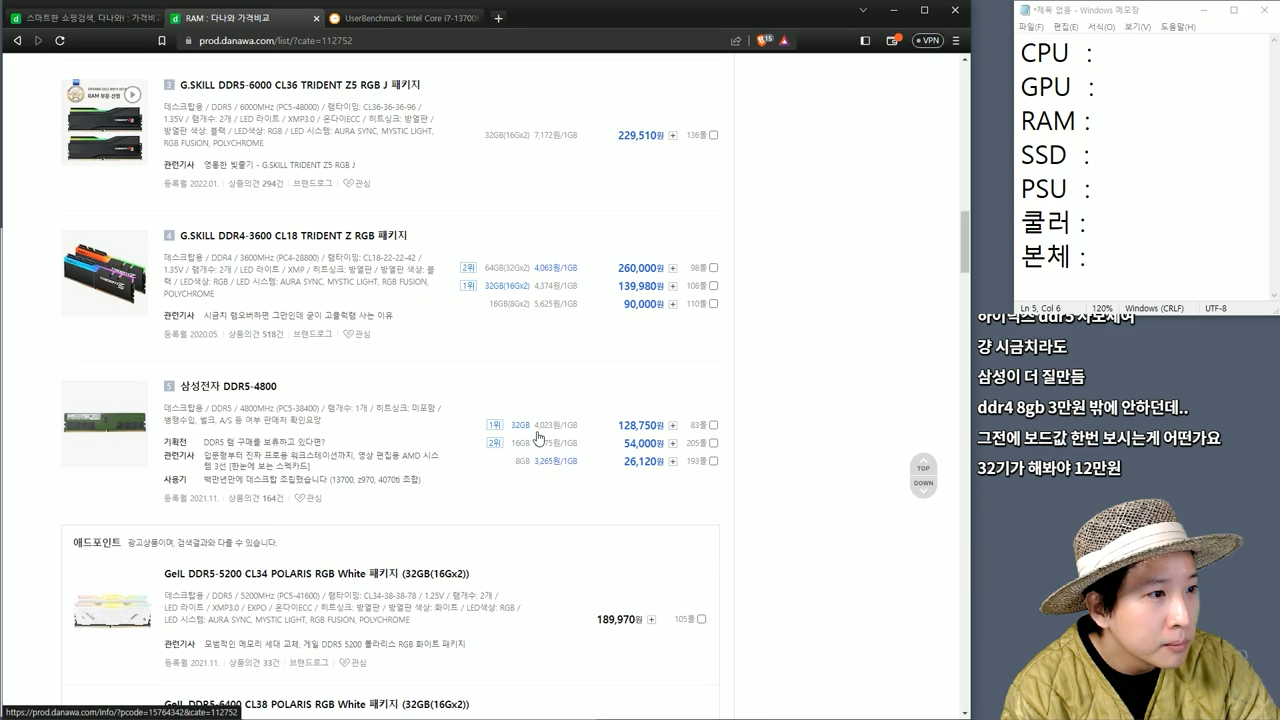 스마트한 쇼핑검색, 다나와! : 가격비
RAM : 다나와 가격비교
UserBenchmark: Intel Core i7-13700
prod.danawa.com/list/?cate=112752
15
VPN
3 G.SKILL DDR5-6000 CL36 TRIDENT Z5 RGB J 패키지
데스크탑용 / DDR5 / 6000MHz (PC5-48000) / 램타이밍: CL36-36-36-96 /
1.35V / 램개수: 2개 / LED 라이트 / XMP3.0 / 온다이ECC / 히트싱크: 방열판 /
방열판 색상: 블랙 / LED색상: RGB / LED 시스템: AURA SYNC, MYSTIC LIGHT,
RGB FUSION, POLYCHROME
32GB(16Gx2) 7,172원/1GB 229,510원 136몰
관련기사 영롱한 빛줄기 - G.SKILL TRIDENT Z5 RGB J
등록월 2022.01. 상품의견 294건 브랜드로그 관심
4 G.SKILL DDR4-3600 CL18 TRIDENT Z RGB 패키지
데스크탑용 / DDR4 / 3600MHz (PC4-28800) / 램타이밍: CL18-22-22-42 /
1.35V / 램개수: 2개 / LED 라이트 / XMP / 히트싱크: 방열판 / 방열판 색상: 블
랙 / LED색상: RGB / LED 시스템: AURA SYNC, MYSTIC LIGHT, RGB FUSION,
POLYCHROME
2위 64GB(32Gx2) 4,063원/1GB 260,000원 98몰
1위 32GB(16Gx2) 4,374원/1GB 139,980원 108몰
16GB(8Gx2) 5,625원/1GB 90,000원 110몰
관련기사 시금치 램오버하면 그만인데 굳이 고클럭램 사는 이유
등록월 2020.05. 상품의견 518건 브랜드로그 관심
5 삼성전자 DDR5-4800
데스크탑용 / DDR5 / 4800MHz (PC5-38400) / 램개수: 1개 / 히트싱크: 미포함 /
병행수입, 벌크, A/S 등 여부 판매처 확인요망
1위 32GB 4,023원/1GB 128,750원 83몰
2위 16GB 54,000원 205몰
8GB 3,265원/1GB 26,120원 193몰
기획전 DDR5 램 구매를 보류하고 있다면?
관련기사 입문형부터 진짜 프로용 워크스테이션까지, 영상 편집용 AMD 시스
템 3선 [한눈에 보는 스펙카드]
사용기 백만년만에 데스크탑 조립했습니다 (13700, z970, 4070ti 조합)
등록월 2021.11. 상품의견 164건 관심
TOP
DOWN
애드포인트 광고상품이며, 검색결과와 다를 수 있습니다.
GeIL DDR5-5200 CL34 POLARIS RGB White 패키지 (32GB(16Gx2))
데스크탑용 / DDR5 / 5200MHz (PC5-41600) / 램타이밍: CL34-38-38-78 / 1.25V / 램개수: 2개 /
LED 라이트 / XMP3.0 / EXPO / 온다이ECC / 히트싱크: 방열판 / 방열판 색상: 화이트 / LED색상: RGB /
LED 시스템: AURA SYNC, MYSTIC LIGHT, RGB FUSION, POLYCHROME
189,970원 105몰
관련기사 모범적인 메모리 세대 교체, 게일 DDR5 5200 폴라리스 RGB 화이트 패키지
등록월 2021.11. 상품의견 33건 브랜드로그 관심
GeIL DDR5-6400 CL38 POLARIS RGB White 패키지 (32GB(16Gx2))
https://prod.danawa.com/info/?pcode=15764342&cate=112752
*제목 없음 - Windows 메모장
파일(F) 편집(E) 서식(O) 보기(V) 도움말(H)
CPU :
GPU :
RAM :
SSD :
PSU :
쿨러 :
본체 :
Ln 5, Col 6 120% Windows (CRLF) UTF-8
하이닉스 ddr5 사보세여
걍 시금치라도
삼성이 더 질만듬
ddr4 8gb 3만원 밖에 안하던데..
그전에 보드값 한번 보시는게 어떤가요
32기가 해봐야 12만원